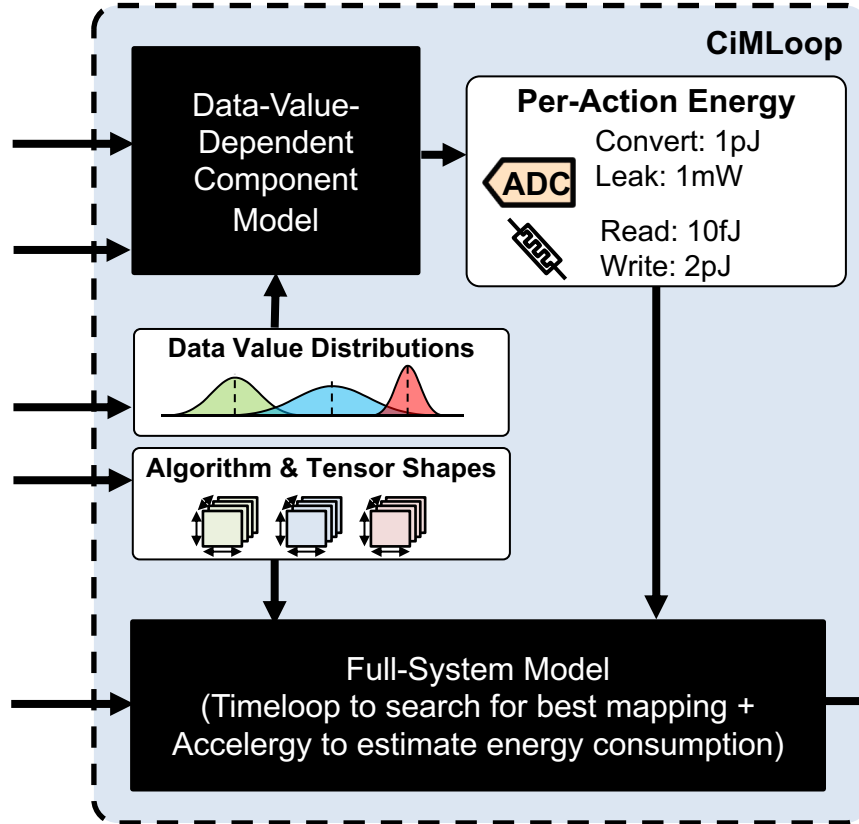 CiMLoop
Data-Value-
Dependent
Component
Model
Per-Action Energy
Convert: 1pJ
Leak: 1mW
ADC
Read: 10fJ
Write: 2pJ
Data Value Distributions
Algorithm & Tensor Shapes
Full-System Model
(Timeloop to search for best mapping +
Accelergy to estimate energy consumption)